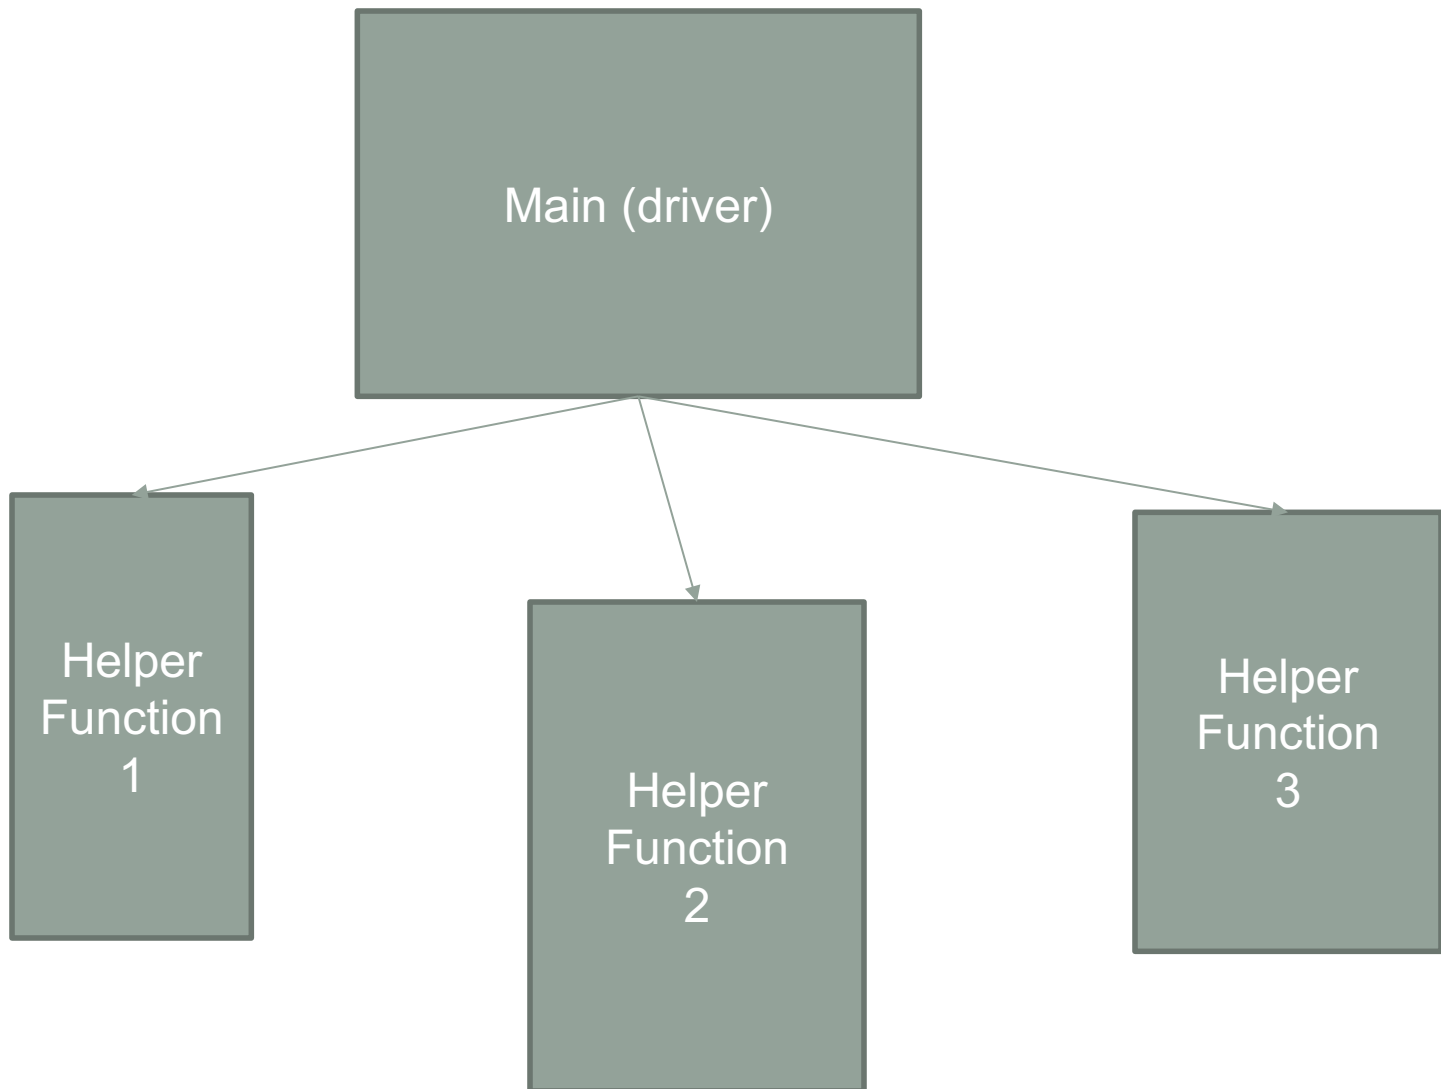 Main (driver)
Helper
Function
1
Helper
Function
2
Helper
Function
3